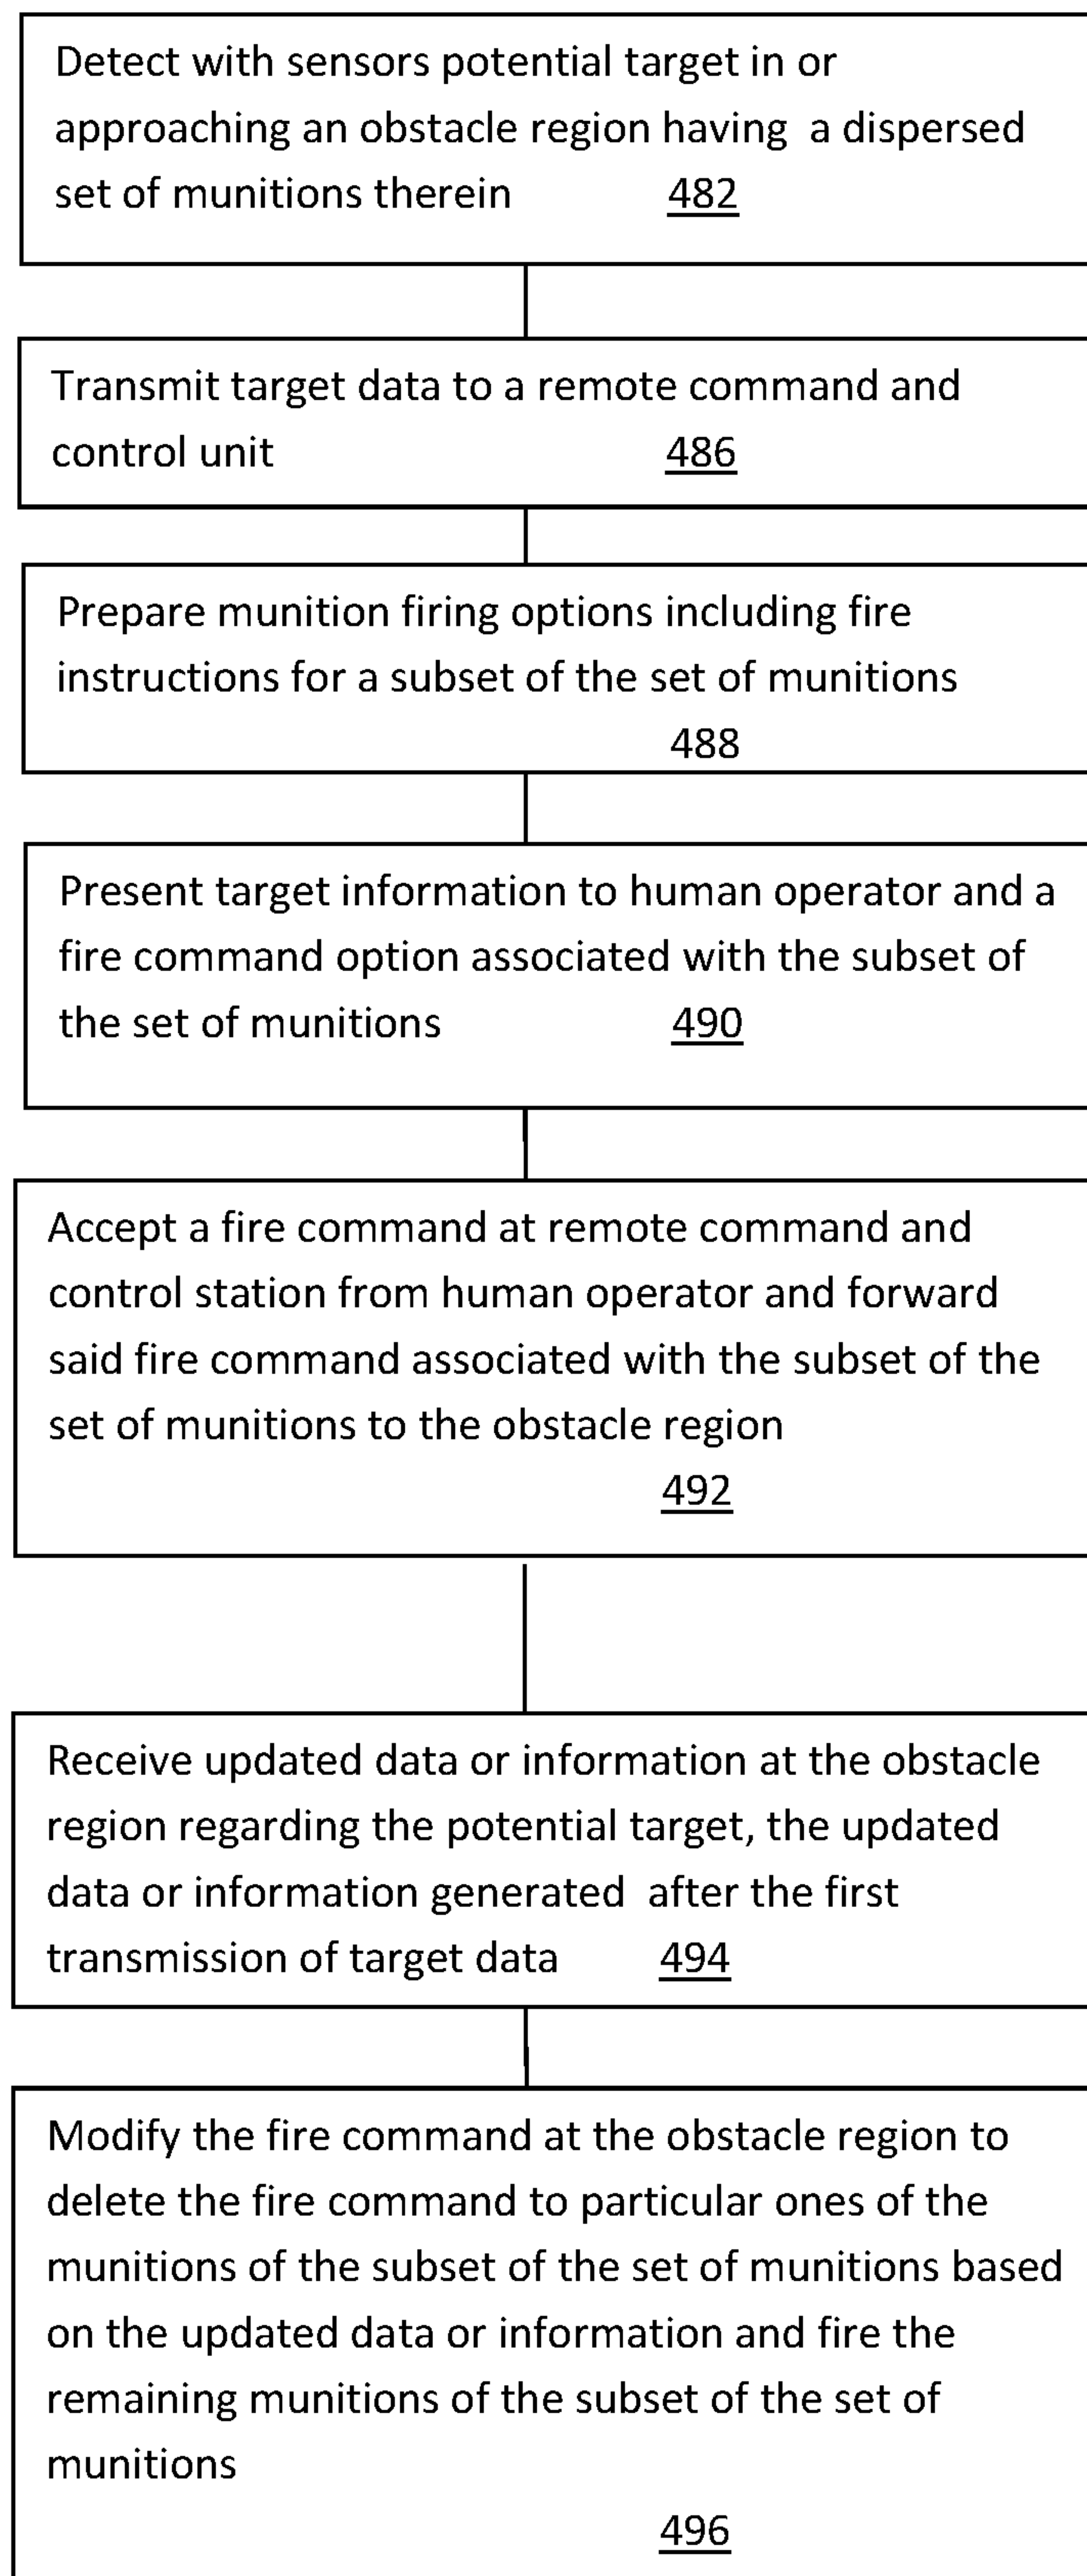 Detect with sensors potential target in or
approaching an obstacle region having a dispersed
set of munitions therein 482
Transmit target data to a remote command and
control unit 486
Prepare munition firing options including fire
instructions for a subset of the set of munitions
488
Present target information to human operator and a
fire command option associated with the subset of
the set of munitions 490
Accept a fire command at remote command and
control station from human operator and forward
said fire command associated with the subset of the
set of munitions to the obstacle region
492
Receive updated data or information at the obstacle
region regarding the potential target, the updated
data or information generated after the first
transmission of target data 494
Modify the fire command at the obstacle region to
delete the fire command to particular ones of the
munitions of the subset of the set of munitions based
on the updated data or information and fire the
remaining munitions of the subset of the set of
munitions
496